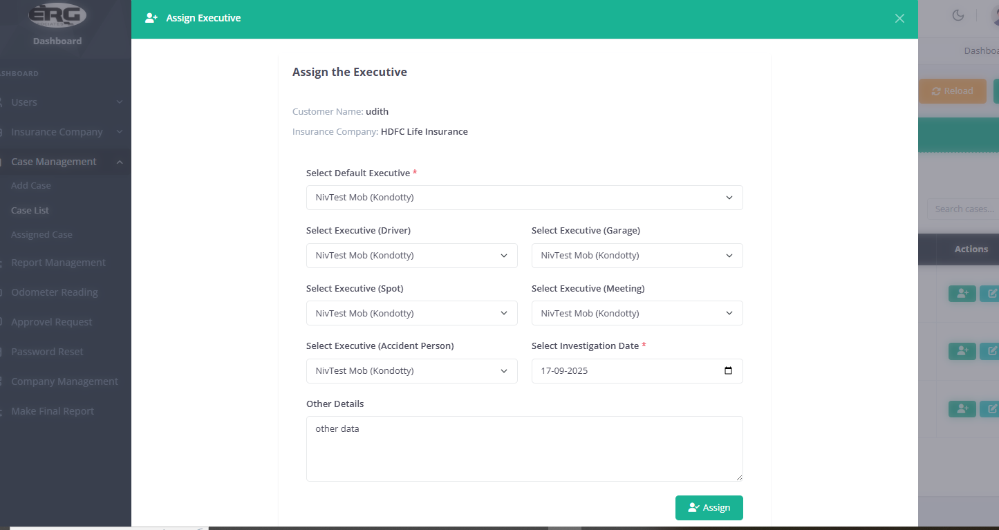 ERG
Dashboard
Users
Insurance Company
Case Management
Add Case
Case List
Assigned Case
Report Management
Odometer Reading
Approvel Request
Password Reset
Company Management
Make Final Report
Assign Executive
Assign the Executive
Customer Name: udith
Insurance Company: HDFC Life Insurance
Select Default Executive *
NivTest Mob (Kondotty)
Select Executive (Driver) Select Executive (Garage)
NivTest Mob (Kondotty) NivTest Mob (Kondotty)
Select Executive (Spot) Select Executive (Meeting)
NivTest Mob (Kondotty) NivTest Mob (Kondotty)
Select Executive (Accident Person) Select Investigation Date *
NivTest Mob (Kondotty) 17-09-2025
Other Details
other data
Assign
Reload
Search cases...
Actions